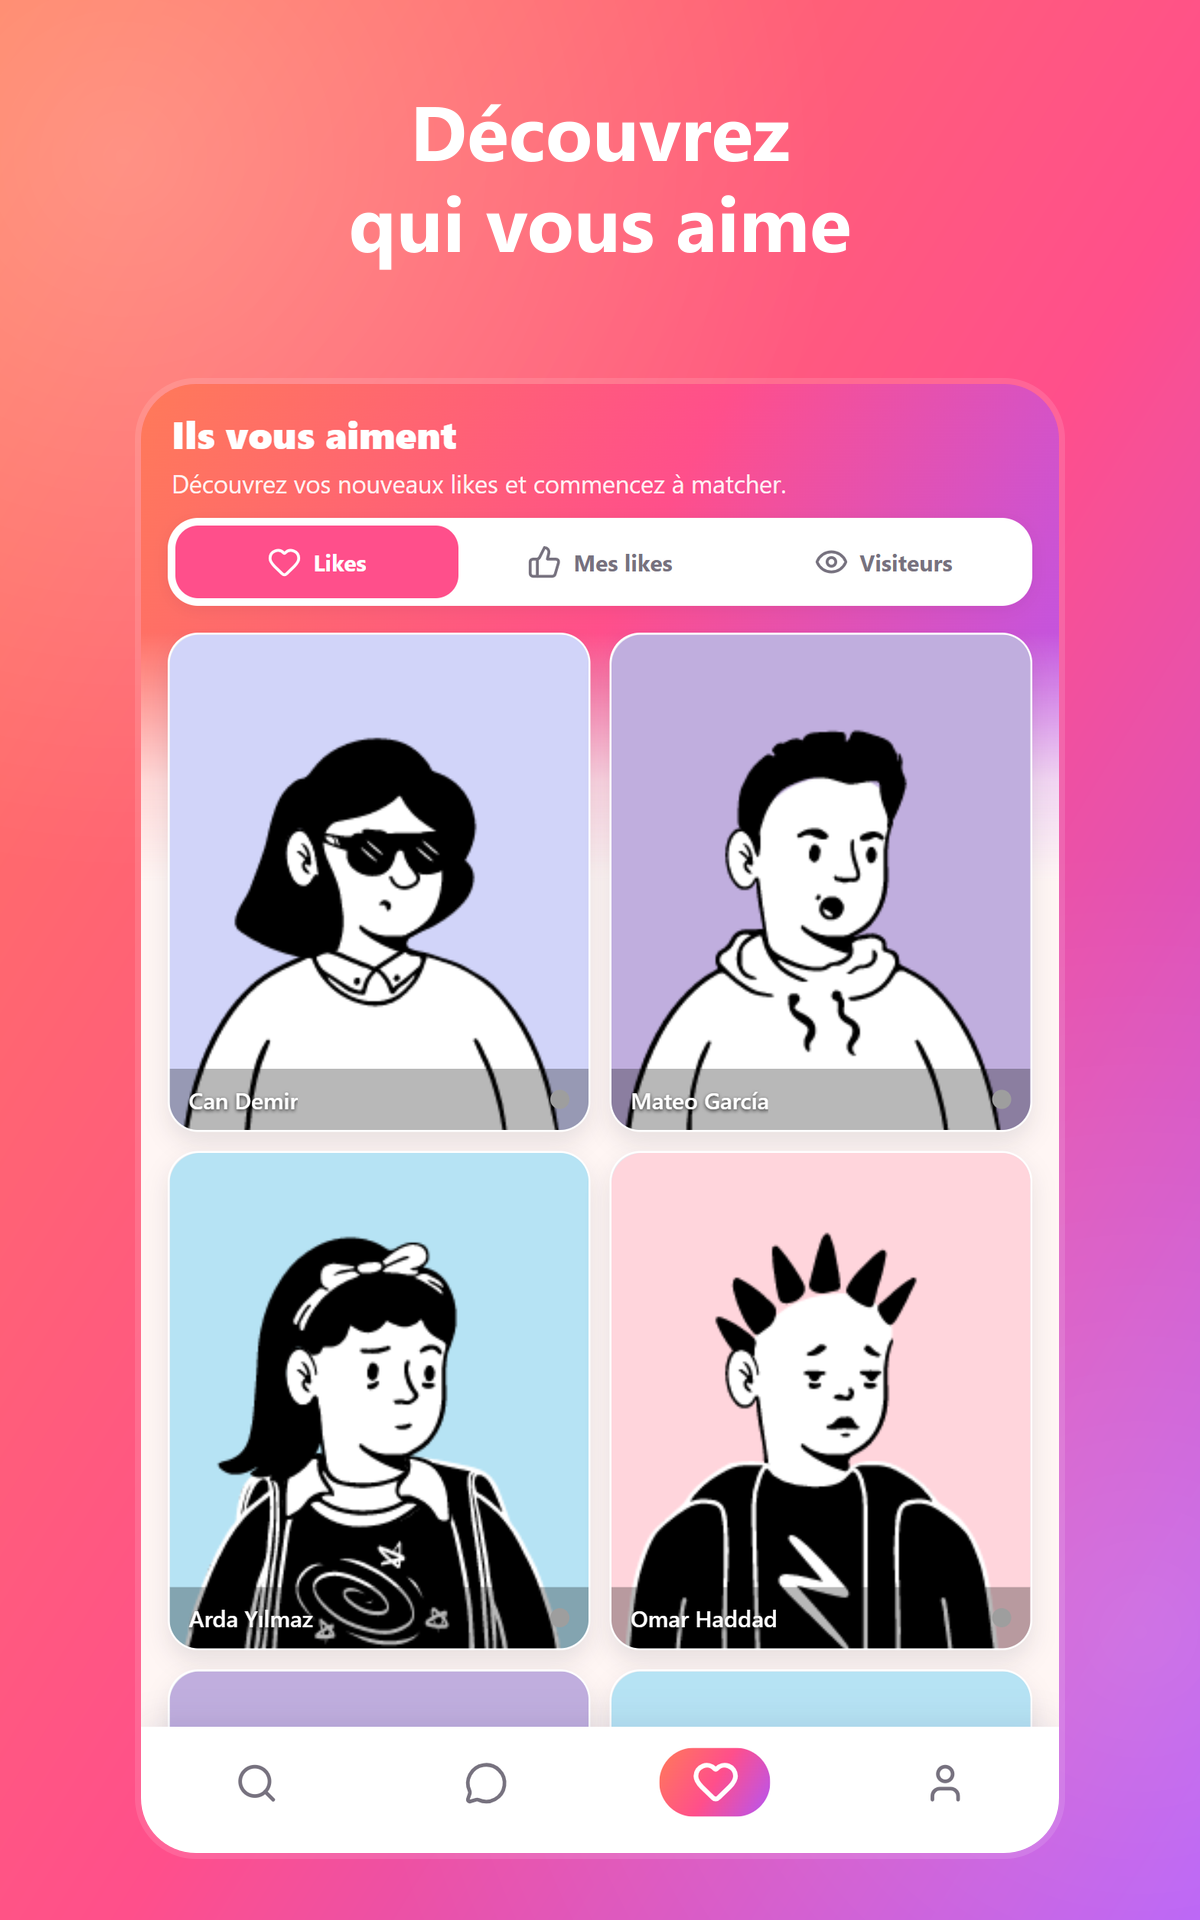 Découvrez
qui vous aime
Ils vous aiment
Découvrez vos nouveaux likes et commencez à matcher.
Likes
Mes likes
Visiteurs
Can Demir
Mateo García
Arda Yılmaz
Omar Haddad